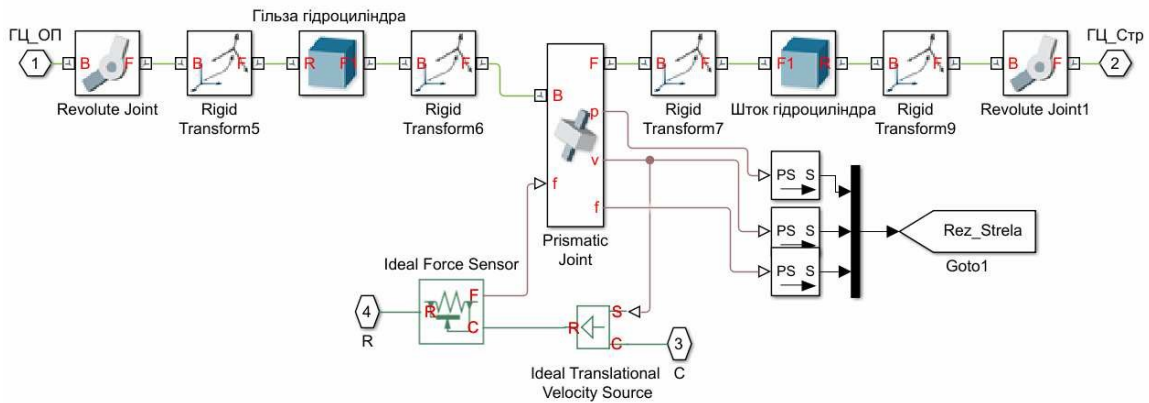 Гільза гідроциліндра
ГЦ_ОП
1
B F
Revolute Joint
B F
Rigid
Transform5
R F1
B F
Rigid
Transform6
B
F
p
v
f
f
Prismatic
Joint
B F
Rigid
Transform7
F1 R
Шток гідроциліндра
B F
Rigid
Transform9
B F
Revolute Joint1
ГЦ_Стр
2
PS S
PS S
PS S
Rez_Strela
Goto1
Ideal Force Sensor
R
F
C
4
R
R
S
C
3
C
Ideal Translational
Velocity Source